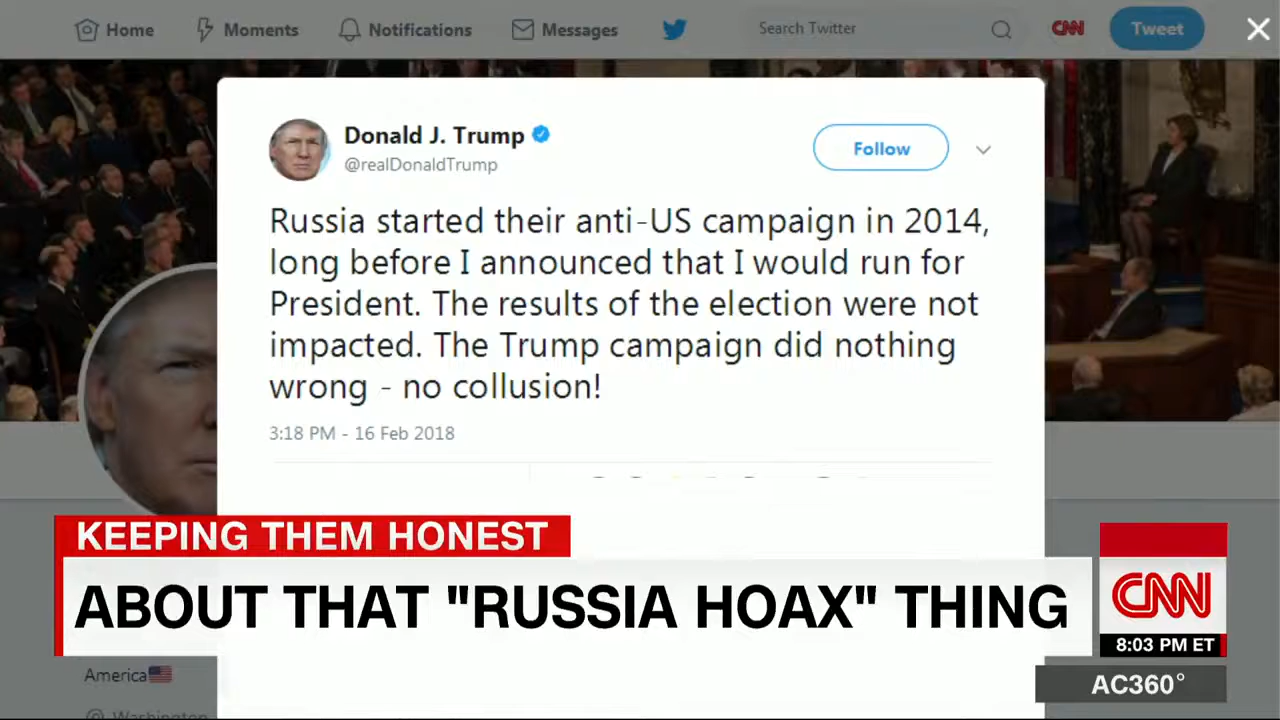 Home Moments Notifications Messages Search Twitter CNN Tweet
Donald J. Trump
@realDonaldTrump
Follow
Russia started their anti-US campaign in 2014,
long before I announced that I would run for
President. The results of the election were not
impacted. The Trump campaign did nothing
wrong - no collusion!
3:18 PM - 16 Feb 2018
KEEPING THEM HONEST
ABOUT THAT "RUSSIA HOAX" THING
CNN
8:03 PM ET
AC360°
America
Washington